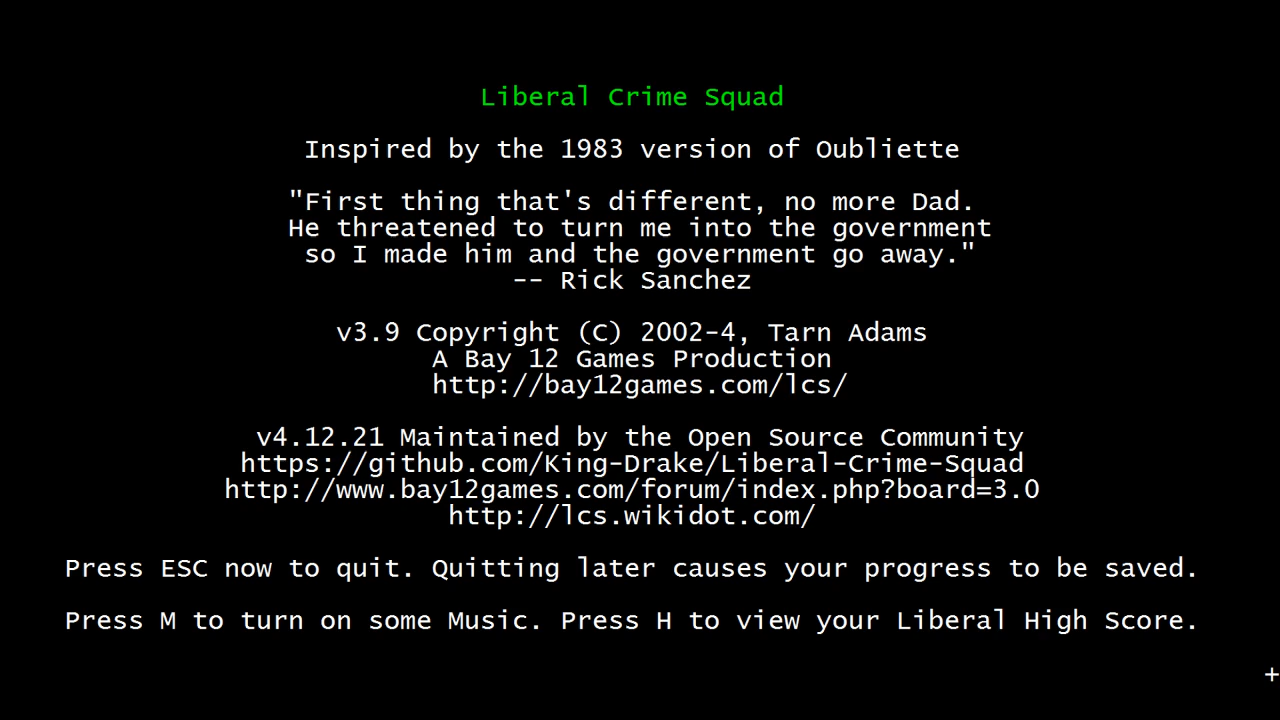 Liberal Crime Squad
Inspired by the 1983 version of Oubliette
"First thing that's different, no more Dad.
He threatened to turn me into the government
so I made him and the government go away."
-- Rick Sanchez
v3.9 Copyright (C) 2002-4, Tarn Adams
A Bay 12 Games Production
http://bay12games.com/lcs/
v4.12.21 Maintained by the Open Source Community
https://github.com/King-Drake/Liberal-Crime-Squad
http://www.bay12games.com/forum/index.php?board=3.0
http://lcs.wikidot.com/
Press ESC now to quit. Quitting later causes your progress to be saved.
Press M to turn on some Music. Press H to view your Liberal High Score.
+